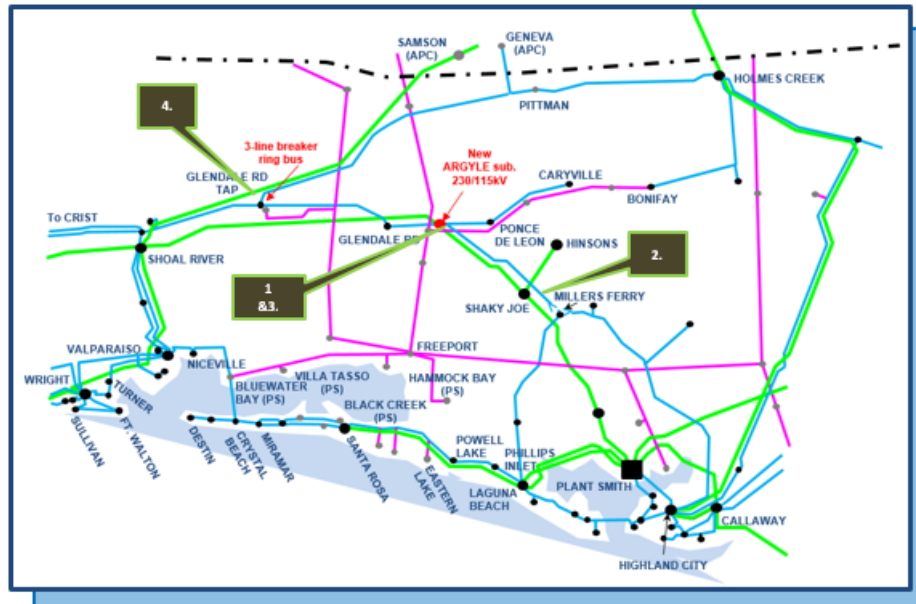 SAMSON
(APC)
GENEVA
(APC)
HOLMES CREEK
4.
PITTMAN
3-line breaker
ring bus
GLENDALE RD
TAP
New
ARGYLE sub.
230/115kV
CARYVILLE
BONIFAY
To CRIST
GLENDALE RD
PONCE
DE LEON
HINSONS
SHOAL RIVER
2.
1
&3.
MILLERS FERRY
SHAKY JOE
VALPARAISO
NICEVILLE
FREEPORT
WRIGHT
TURNER
BLUEWATER
BAY (PS)
VILLA TASSO
(PS)
HAMMOCK BAY
(PS)
BLACK CREEK
(PS)
SULLIVAN
FT. WALTON
DESTIN
CRYSTAL
BEACH
MIRAMAR
SANTA ROSA
POWELL
LAKE
EASTERN
LAKE
PHILLIPS
INLET
LAGUNA
BEACH
PLANT SMITH
CALLAWAY
HIGHLAND CITY